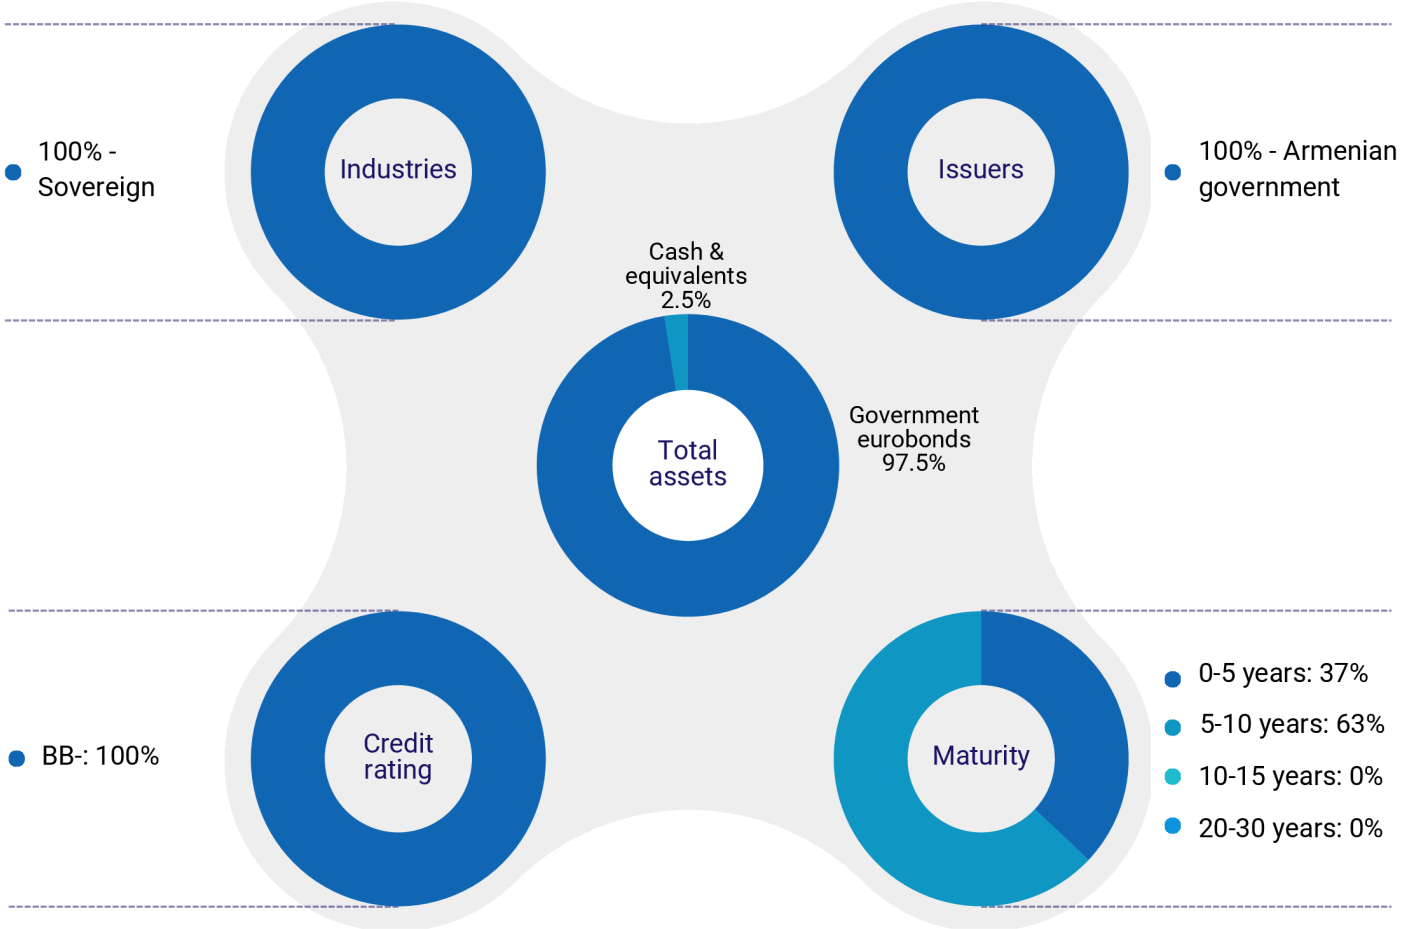 Industries
100% -
Sovereign
Issuers
100% - Armenian
government
Cash &
equivalents
2.5%
Government
eurobonds
97.5%
Total
assets
Credit
rating
BB-: 100%
Maturity
0-5 years: 37%
5-10 years: 63%
10-15 years: 0%
20-30 years: 0%